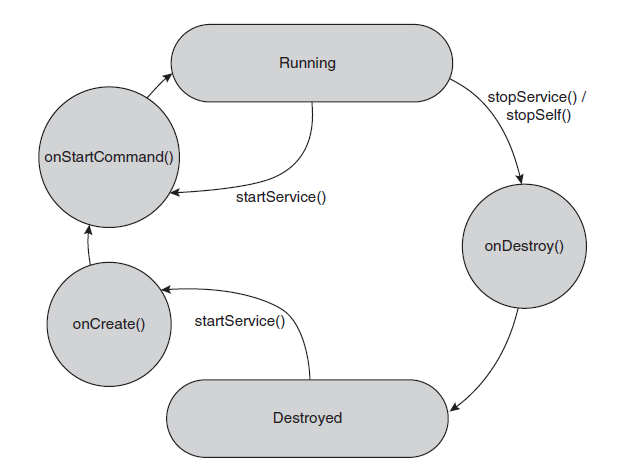 Running
stopService() /
stopSelf()
onStartCommand()
startService()
onDestroy()
onCreate()
startService()
Destroyed